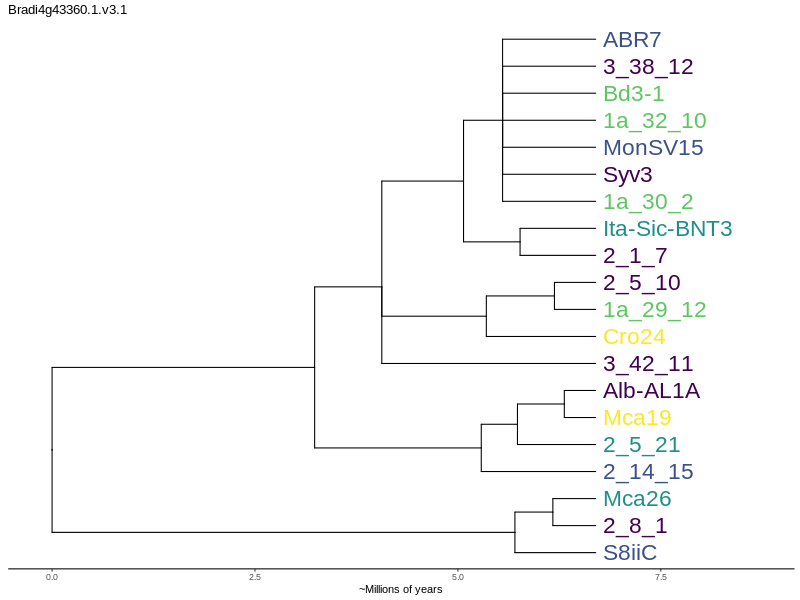 Bradi4g43360.1.v3.1
ABR7
3_38_12
Bd3-1
1a_32_10
MonSV15
Syv3
1a_30_2
Ita-Sic-BNT3
2_1_7
2_5_10
1a_29_12
Cro24
3_42_11
Alb-AL1A
Mca19
2_5_21
2_14_15
Mca26
2_8_1
S8iiC
0.0 2.5 5.0 7.5
~Millions of years